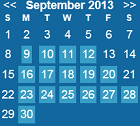 << September 2013 >>
S M T W T F S
1 2 3 4 5 6 7
8 9 10 11 12 13 14
15 16 17 18 19 20 21
22 23 24 25 26 27 28
29 30